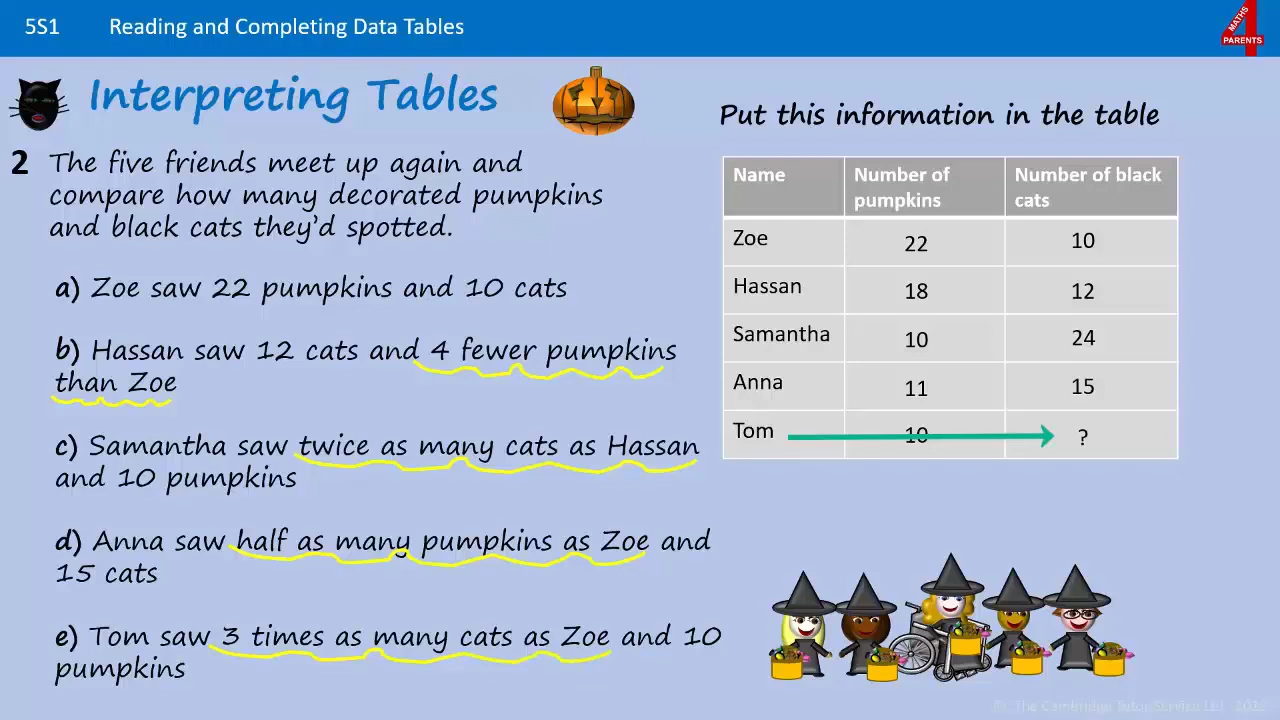 5S1 Reading and Completing Data Tables
MATHS
4
PARENTS
Interpreting Tables
2 The five friends meet up again and
compare how many decorated pumpkins
and black cats they'd spotted.
a) Zoe saw 22 pumpkins and 10 cats
b) Hassan saw 12 cats and 4 fewer pumpkins
than Zoe
c) Samantha saw twice as many cats as Hassan
and 10 pumpkins
d) Anna saw half as many pumpkins as Zoe and
15 cats
e) Tom saw 3 times as many cats as Zoe and 10
pumpkins
Put this information in the table
Name Number of pumpkins Number of black cats
Zoe 22 10
Hassan 18 12
Samantha 10 24
Anna 11 15
Tom 10 ?